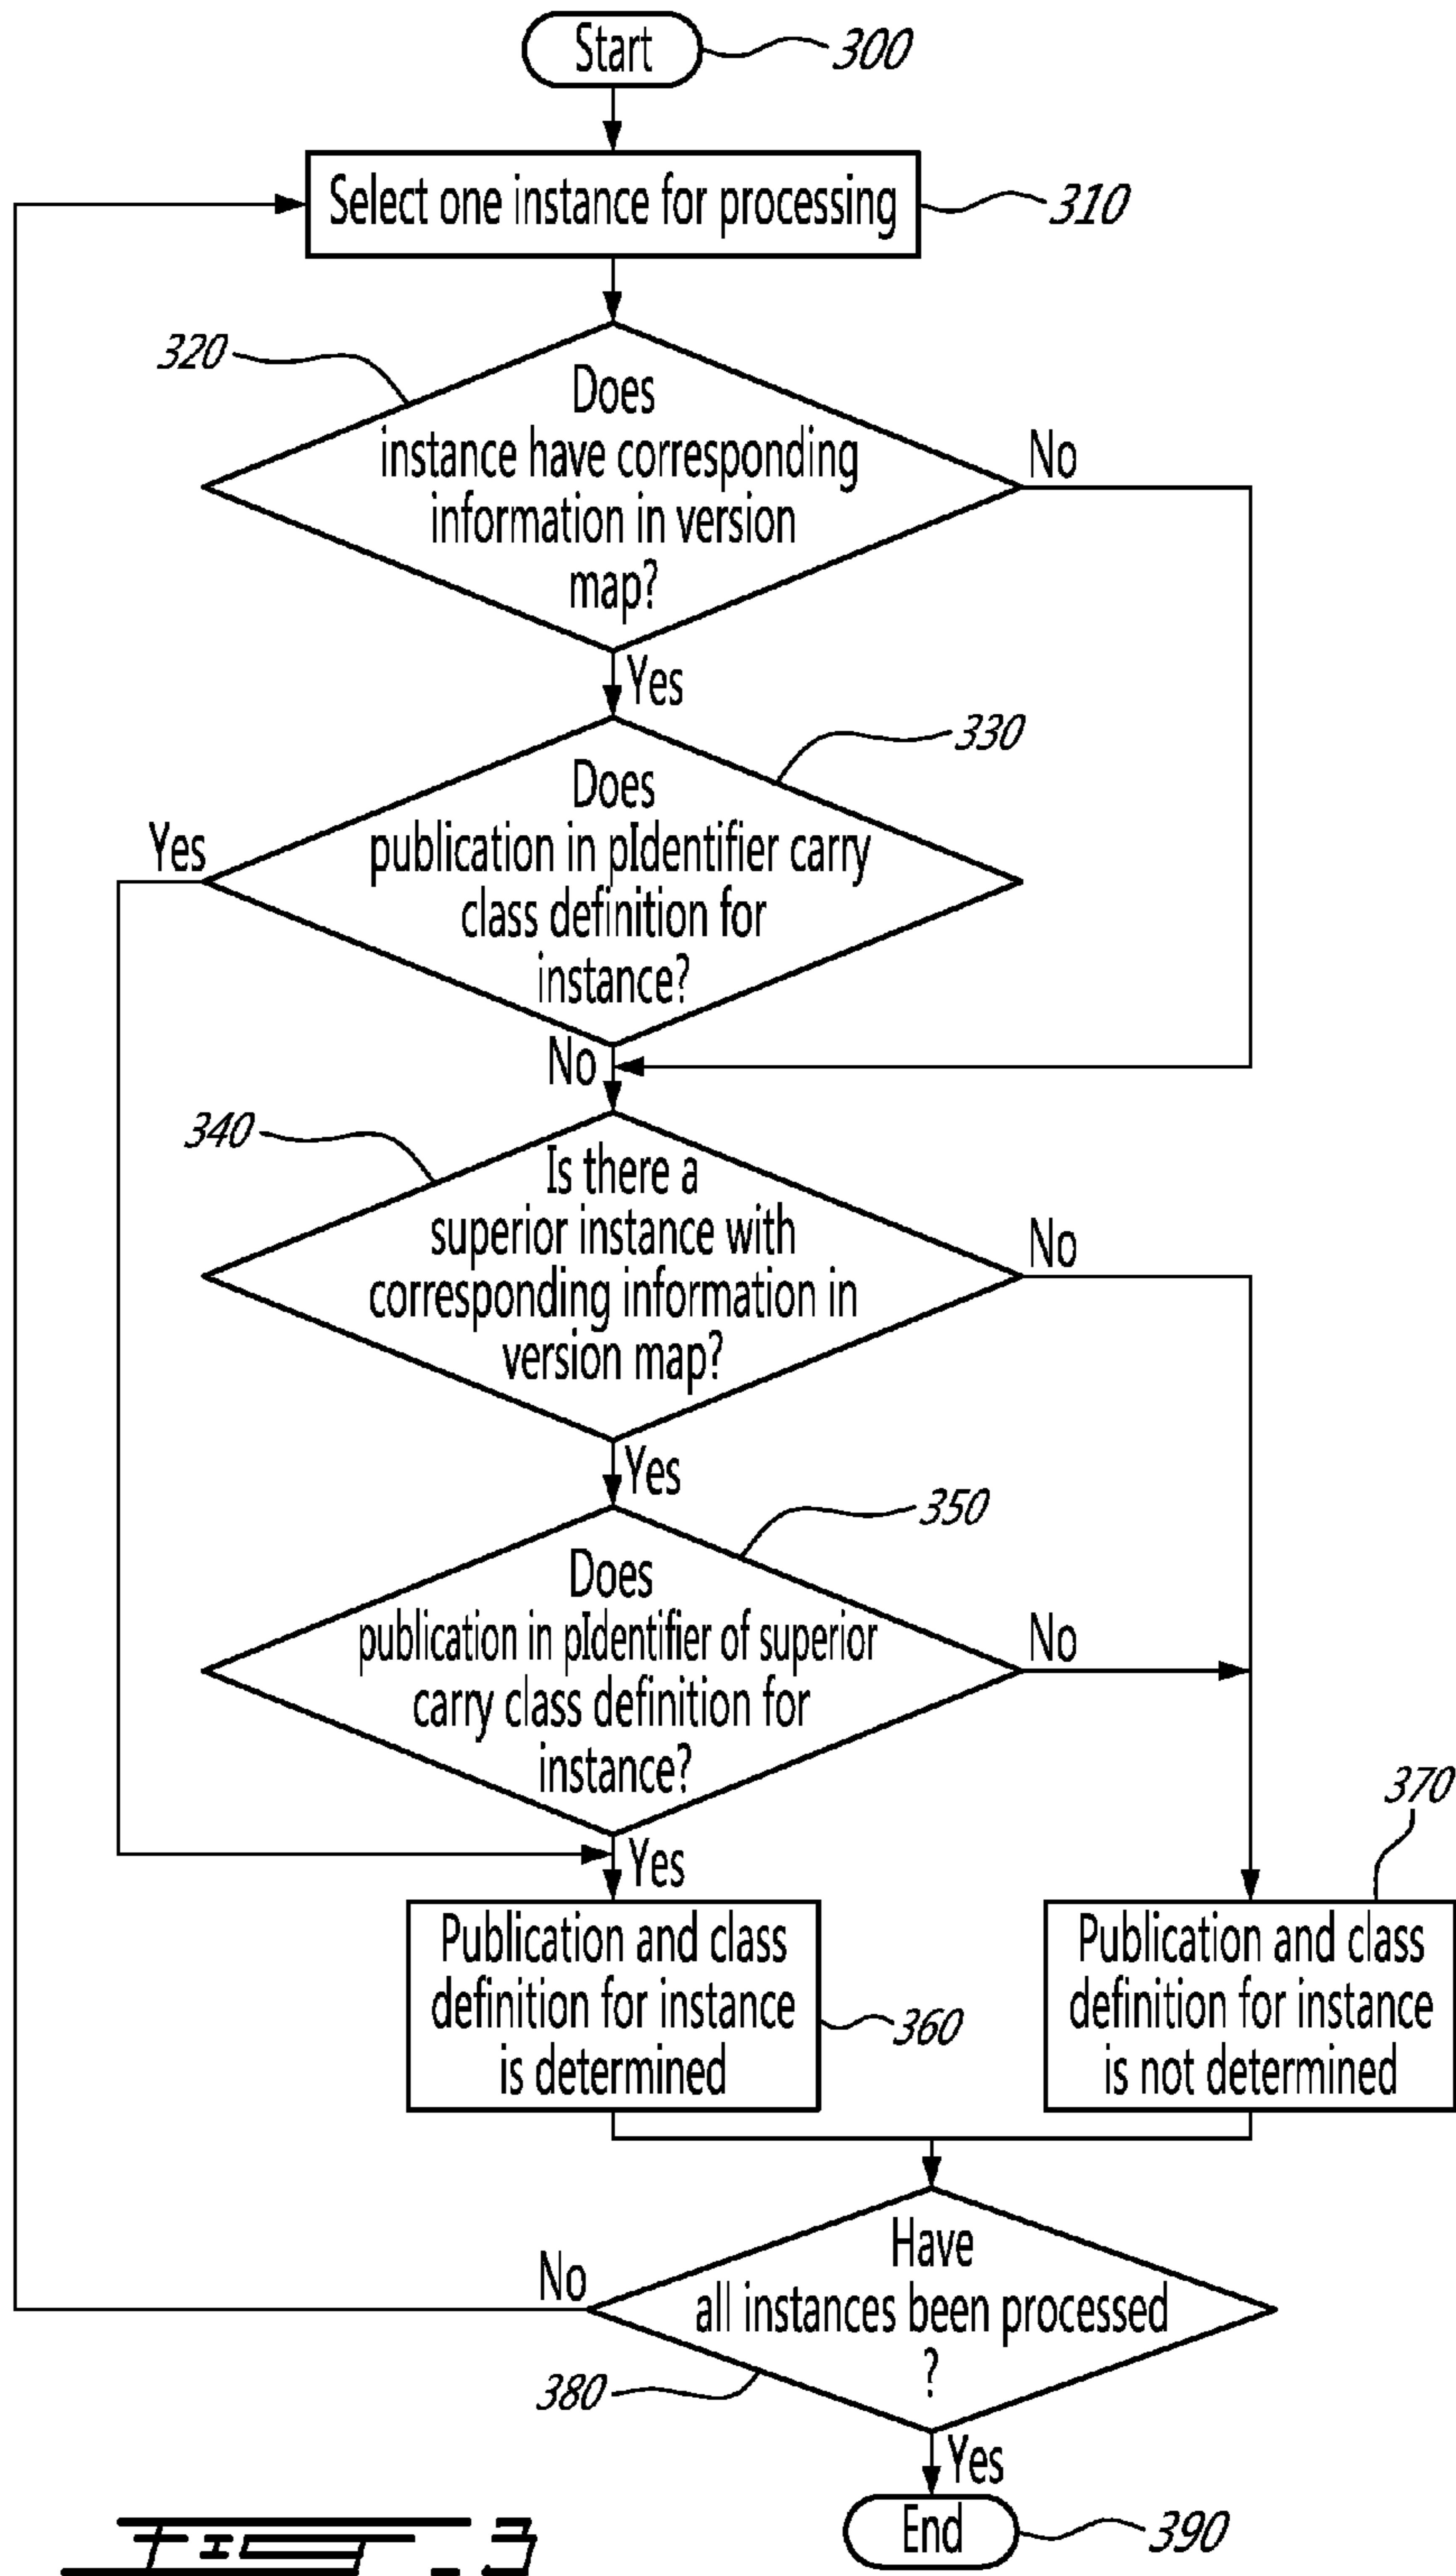 Start
300
Select one instance for processing
310
320
Does
instance have corresponding
information in version
map?
No
Yes
330
Does
publication in pIdentifier carry
class definition for
instance?
Yes
No
340
Is there a
superior instance with
corresponding information in
version map?
No
Yes
350
Does
publication in pIdentifier of superior
carry class definition for
instance?
No
Yes
370
Publication and class
definition for instance
is determined
360
Publication and class
definition for instance
is not determined
Have
all instances been processed
?
No
380
Yes
End
390
Fig - 3